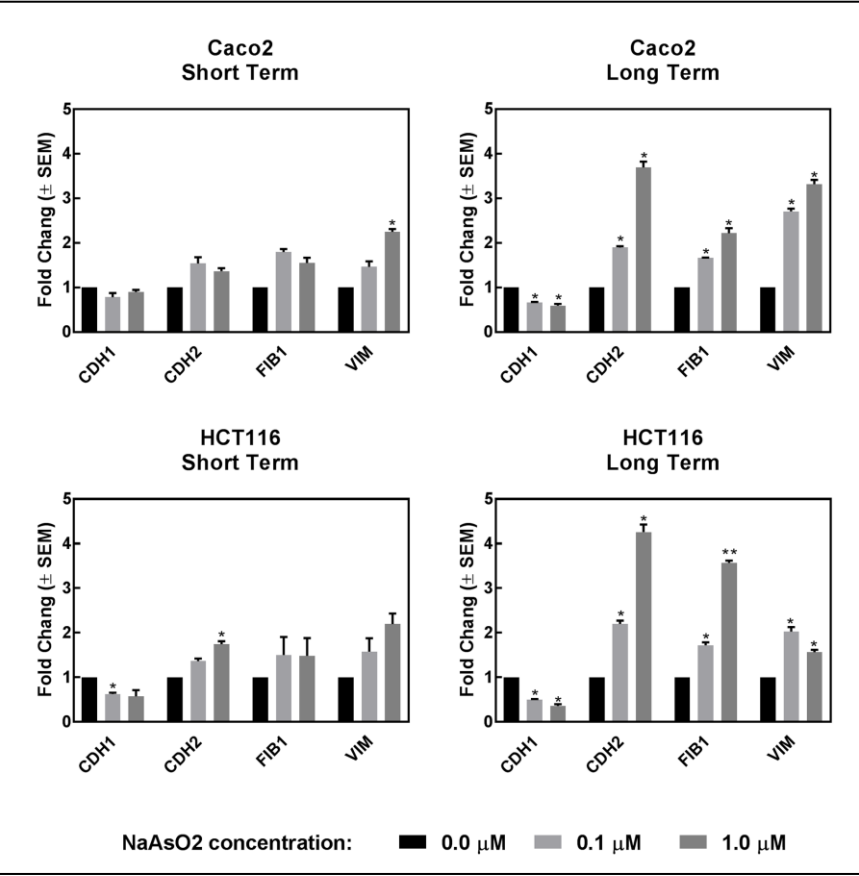 Caco2
Short Term
Caco2
Long Term
Fold Chang (± SEM)
5
4
3
2
1
0
*
CDH1
CDH2
FIB1
VIM
Fold Chang (± SEM)
5
4
3
2
1
0
* *
* *
* *
* *
CDH1
CDH2
FIB1
VIM
HCT116
Short Term
HCT116
Long Term
Fold Chang (± SEM)
5
4
3
2
1
0
*
*
CDH1
CDH2
FIB1
VIM
Fold Chang (± SEM)
5
4
3
2
1
0
* *
* *
* **
* *
CDH1
CDH2
FIB1
VIM
NaAsO2 concentration: 0.0 μM 0.1 μM 1.0 μM